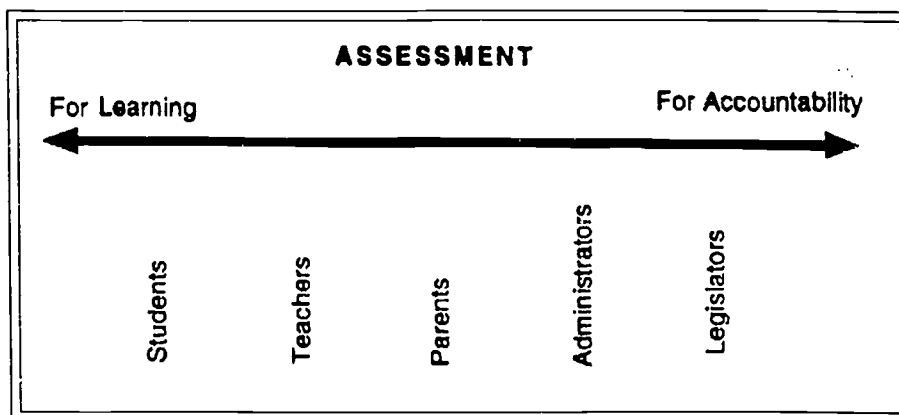 ASSESSMENT
For Learning
For Accountability
Students
Teachers
Parents
Administrators
Legislators